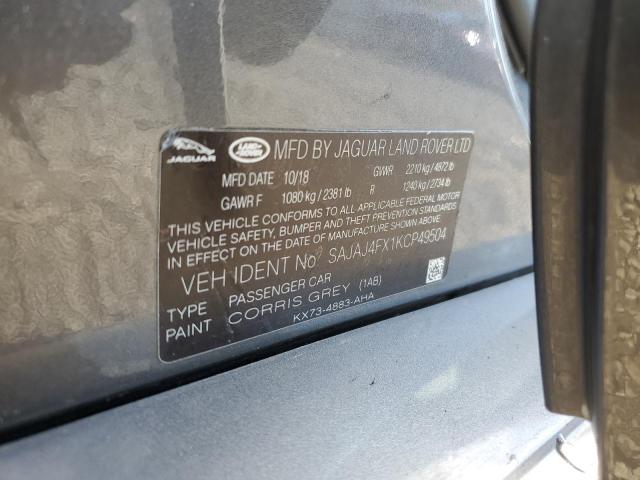 JAGUAR LAND ROVER MFD BY JAGUAR LAND ROVER LTD
MFD DATE 10/18 GVWR 2210 kg / 4872 lb
GAWR F 1080 kg / 2381 lb R 1240 kg / 2734 lb
THIS VEHICLE CONFORMS TO ALL APPLICABLE FEDERAL MOTOR
VEHICLE SAFETY, BUMPER AND THEFT PREVENTION STANDARDS
IN EFFECT ON THE DATE OF MANUFACTURE SHOWN ABOVE.
VEH IDENT No SAJAJ4FX1KCP49504
TYPE PASSENGER CAR
PAINT CORRIS GREY (1AB)
KX73-4883-AHA